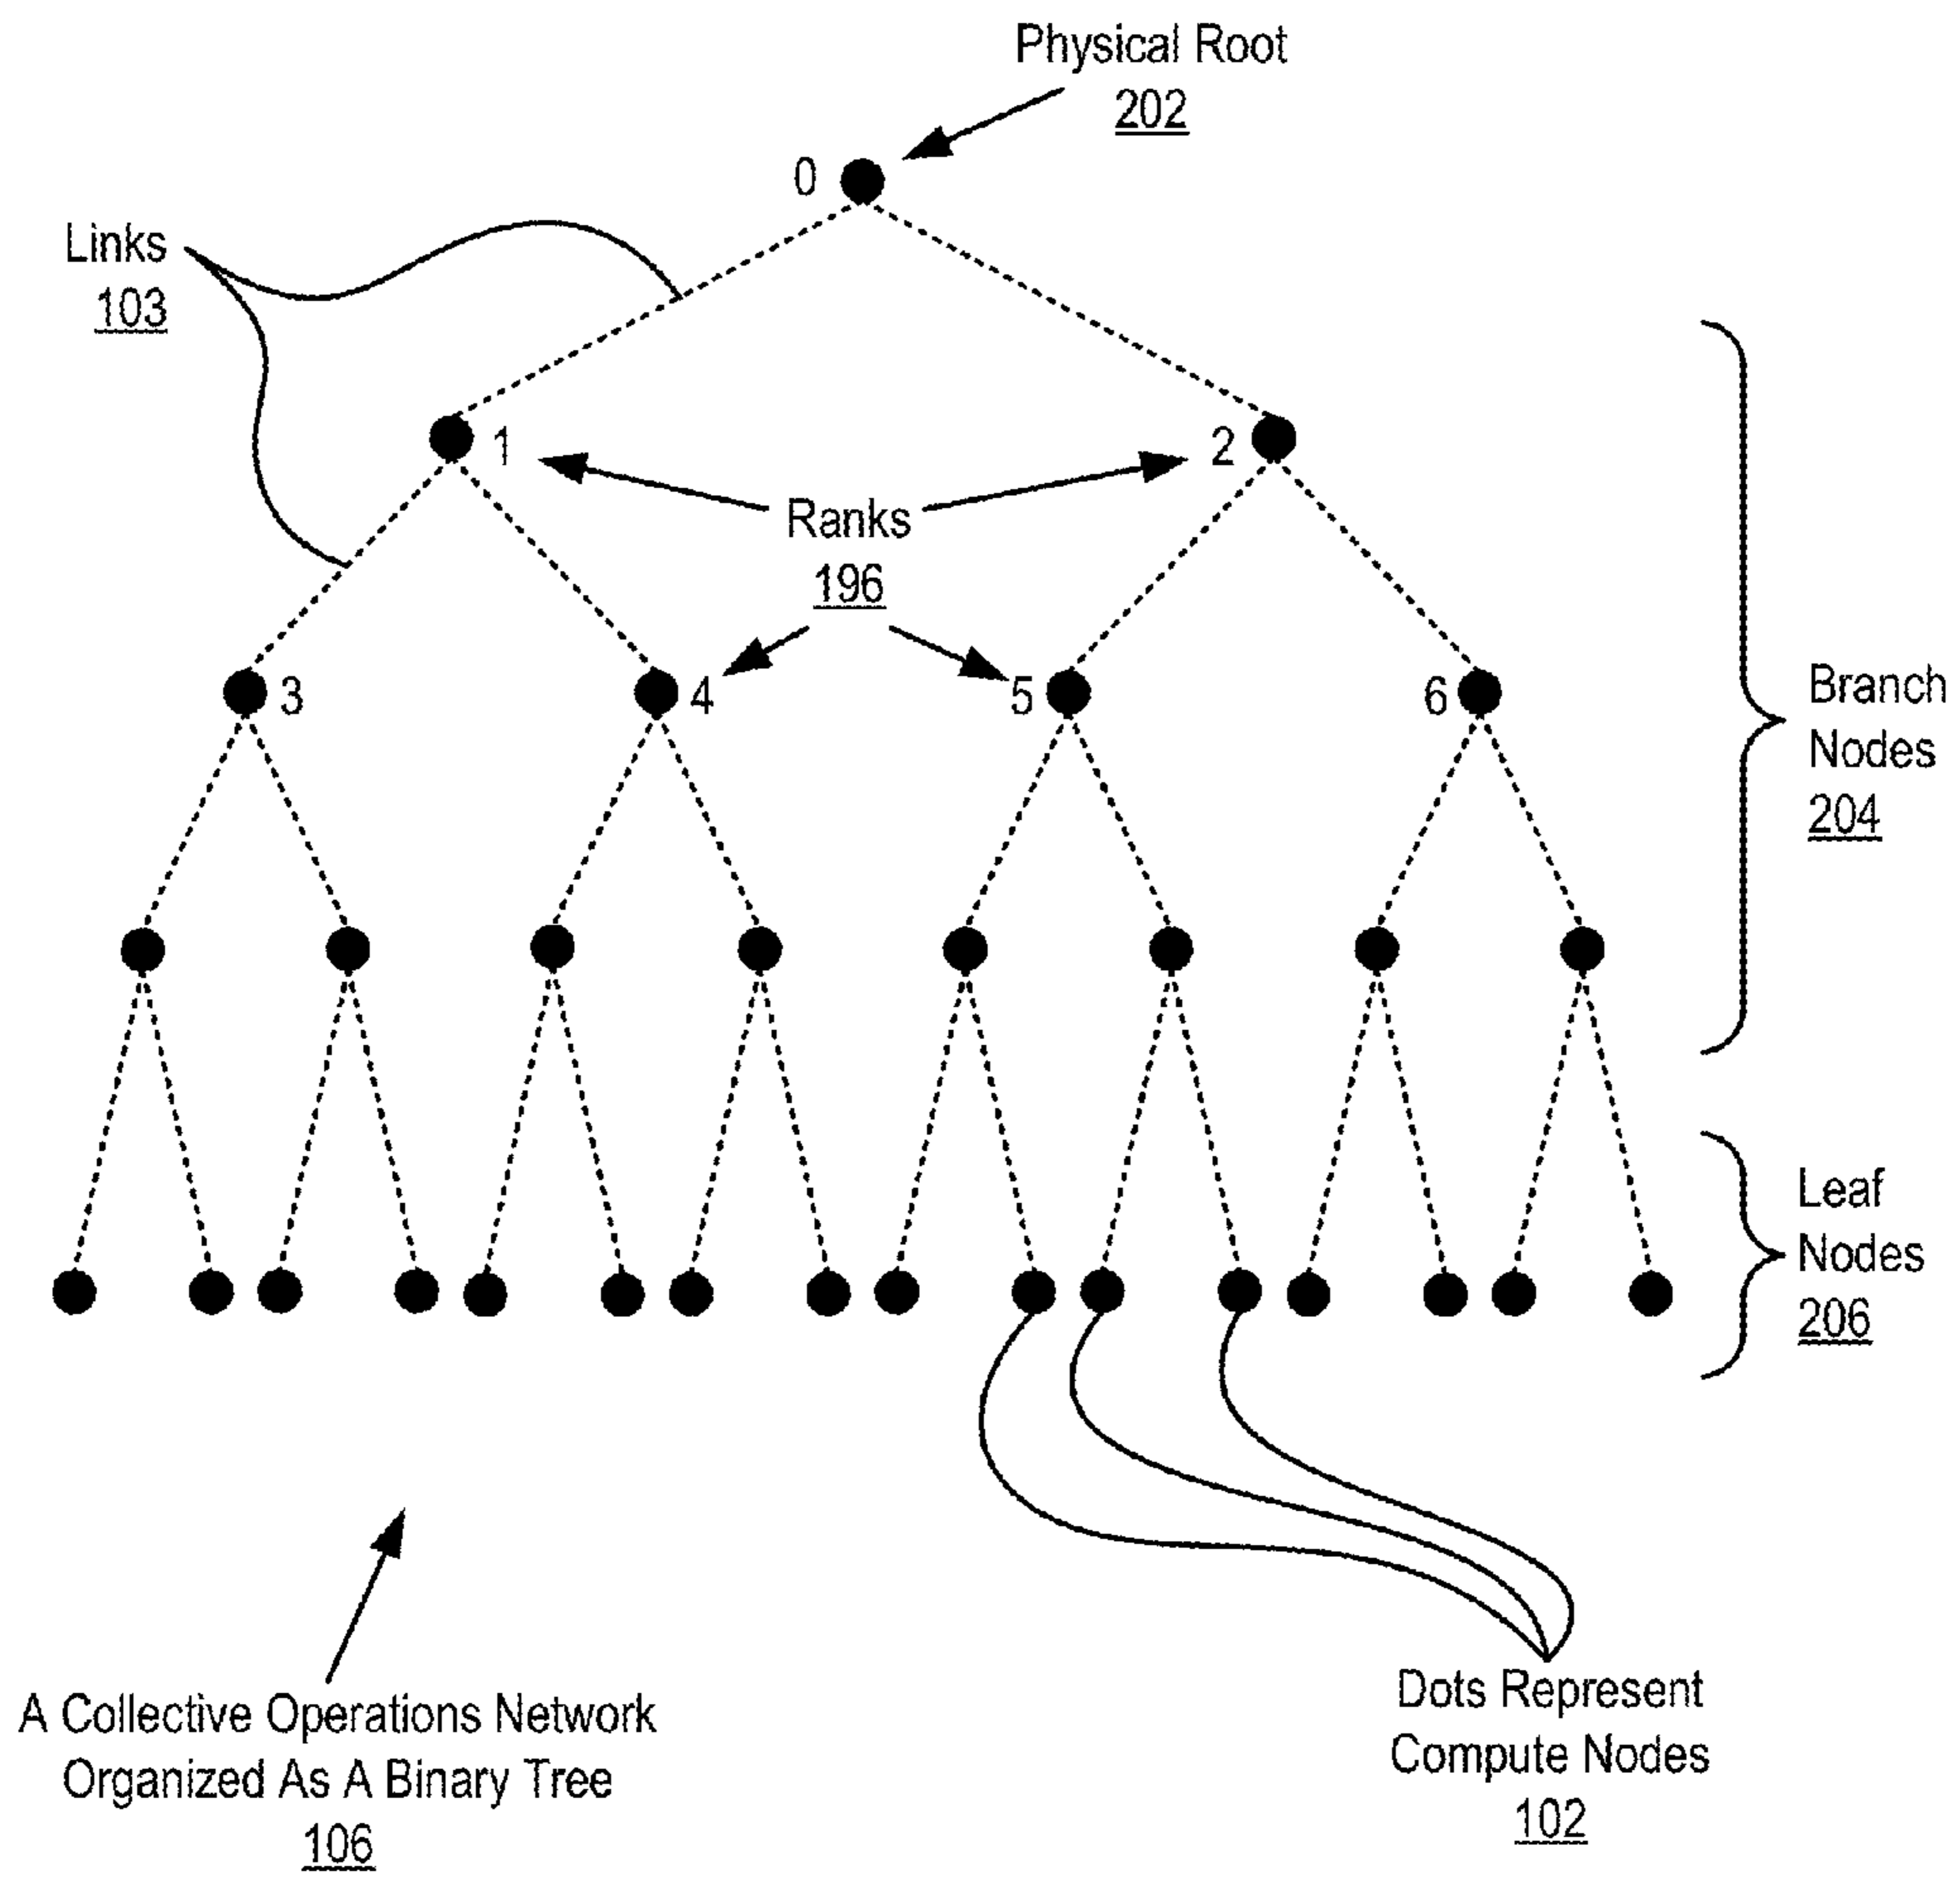 Physical Root
202
0
Links
103
1
2
Ranks
196
3
4
5
6
Branch
Nodes
204
Leaf
Nodes
206
A Collective Operations Network
Organized As A Binary Tree
106
Dots Represent
Compute Nodes
102